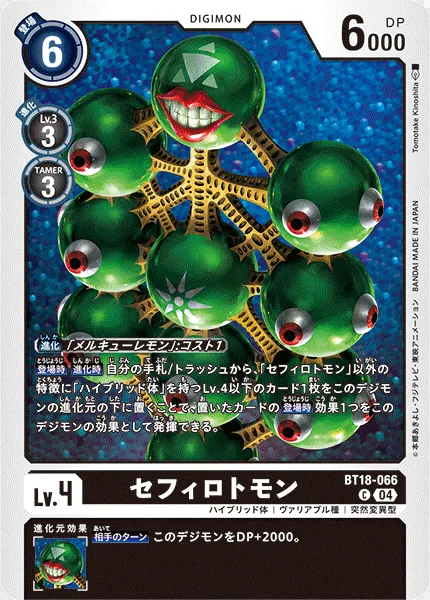 DIGIMON
登場
6
DP
6000
進化
Lv.3
3
TAMER
3
Tomotake Kinoshita
BANDAI MADE IN JAPAN
©本郷あきよし・フジテレビ・東映アニメーション
進化 「メルキューレモン」:コスト1
登場時 進化時 自分の手札/トラッシュから、「セフィロトモン」以外の
特徴に「ハイブリッド体」を持つLv.4以下のカード1枚をこのデジモ
ンの進化元の下に置くことで、置いたカードの 登場時 効果1つをこの
デジモンの効果として発揮できる。
Lv.4
セフィロトモン
BT18-066
C 04
ハイブリッド体 | ヴァリアブル種 | 突然変異型
進化元効果
相手のターン このデジモンをDP+2000。